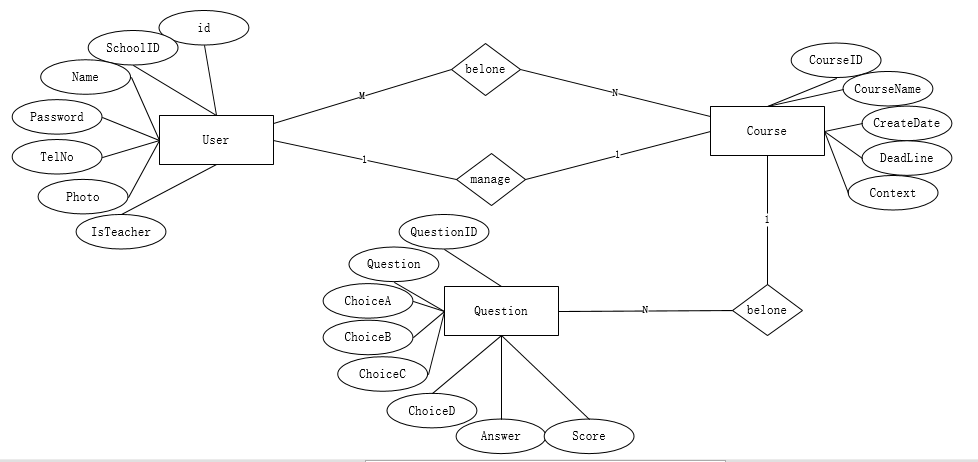 id
SchoolID
Name
Password
TelNo
Photo
IsTeacher
User
M
belone
N
1
manage
1
Course
CourseID
CourseName
CreateDate
DeadLine
Context
1
belone
N
Question
QuestionID
Question
ChoiceA
ChoiceB
ChoiceC
ChoiceD
Answer
Score